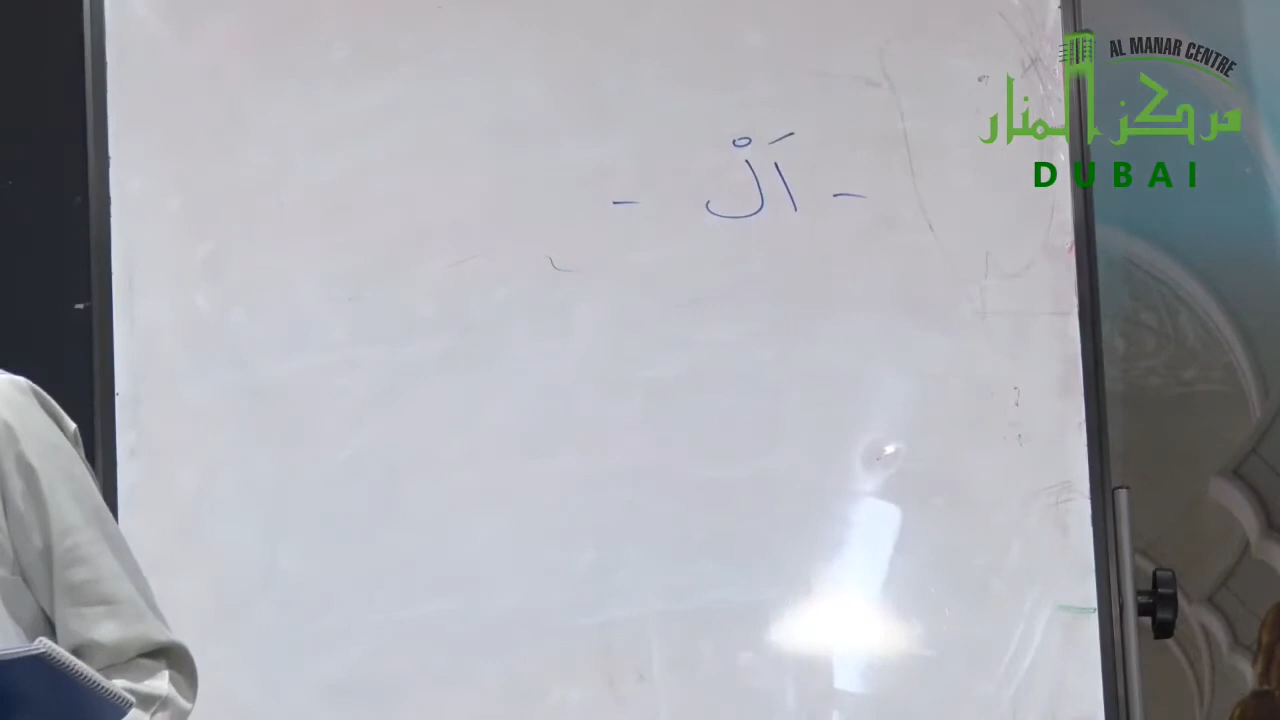 AL MANAR CENTRE
مركز المنار
DUBAI
- اَلْ -